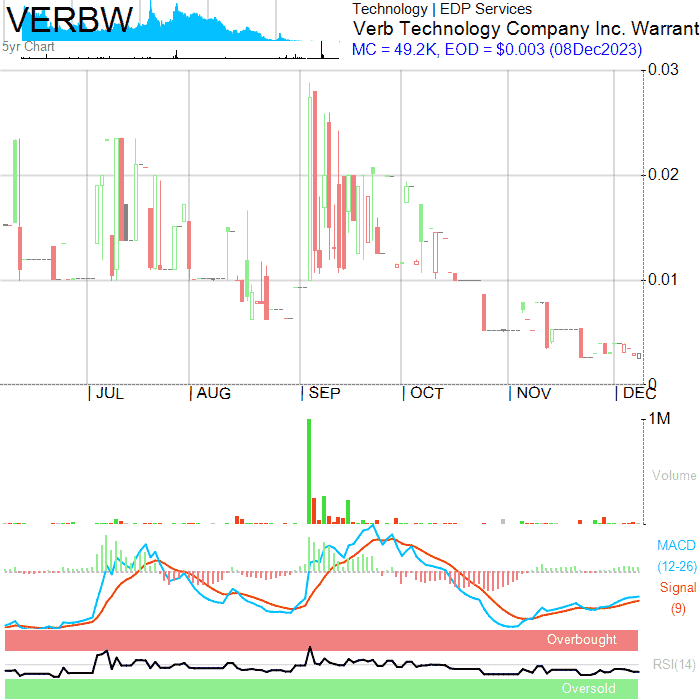 VERBW
5yr Chart
Technology | EDP Services
Verb Technology Company Inc. Warrant
MC = 49.2K, EOD = $0.003 (08Dec2023)
0.03
0.02
0.01
0
JUL
AUG
SEP
OCT
NOV
DEC
1M
Volume
MACD
(12-26)
Signal
(9)
Overbought
RSI(14)
Oversold